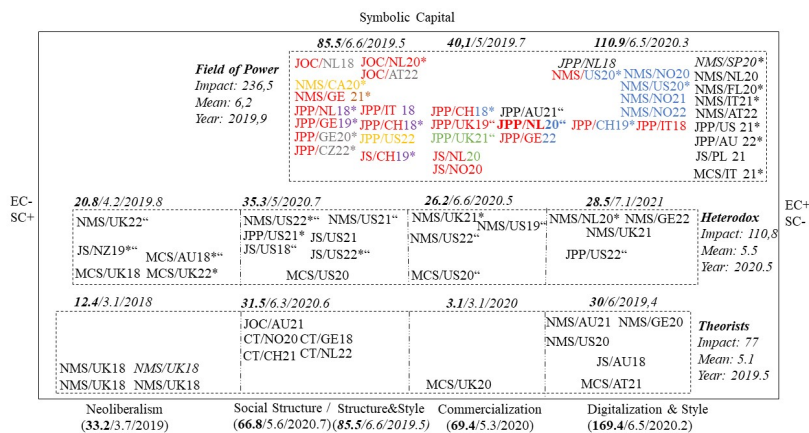 Symbolic Capital
85.5/6.6/2019.5 40,1/5/2019.7 110.9/6.5/2020.3
Field of Power
Impact: 236,5
Mean: 6,2
Year: 2019,9
JOC/NL18 JOC/NL20* JPP/NL18 NMS/SP20*
JOC/AT22 NMS/US20* NMS/NO20 NMS/NL20
NMS/CA20* NMS/US20* NMS/FL20*
NMS/GE 21* NMS/NO21 NMS/IT21*
JPP/NL18* JPP/IT 18 JPP/CH18* JPP/AU21“ NMS/NO22 NMS/AT22
JPP/GE19* JPP/CH18* JPP/UK19“ JPP/NL20“ JPP/CH19* JPP/IT18 JPP/US 21*
JPP/GE20* JPP/US22 JPP/UK21“ JPP/GE22 JPP/AU 22*
JPP/CZ22* JS/CH19* JS/NL20 JS/PL 21
JS/NO20 MCS/IT 21*
EC-
SC+
EC+
SC-
20.8/4.2/2019.8 35.3/5/2020.7 26.2/6.6/2020.5 28.5/7.1/2021
Heterodox
Impact: 110,8
Mean: 5.5
Year: 2020.5
NMS/UK22“ NMS/US22*“ NMS/US21“ NMS/UK21* NMS/US19“ NMS/NL20* NMS/GE22
JPP/US21* JS/US21 NMS/US22“ NMS/UK21
JS/NZ19*“ MCS/AU18*“ JS/US18“ JS/US22*“ JPP/US22“
MCS/UK18 MCS/UK22* MCS/US20 MCS/US20“
12.4/3.1/2018 31.5/6.3/2020.6 3.1/3.1/2020 30/6/2019,4
Theorists
Impact: 77
Mean: 5.1
Year: 2019.5
JOC/AU21 NMS/AU21 NMS/GE20
CT/NO20 CT/GE18 NMS/US20
CT/CH21 CT/NL22 JS/AU18
NMS/UK18 NMS/UK18
NMS/UK18 NMS/UK18 MCS/UK20 MCS/AT21
Neoliberalism Social Structure / Structure&Style Commercialization Digitalization & Style
(33.2/3.7/2019) (66.8/5.6/2020.7) (85.5/6.6/2019.5) (69.4/5.3/2020) (169.4/6.5/2020.2)